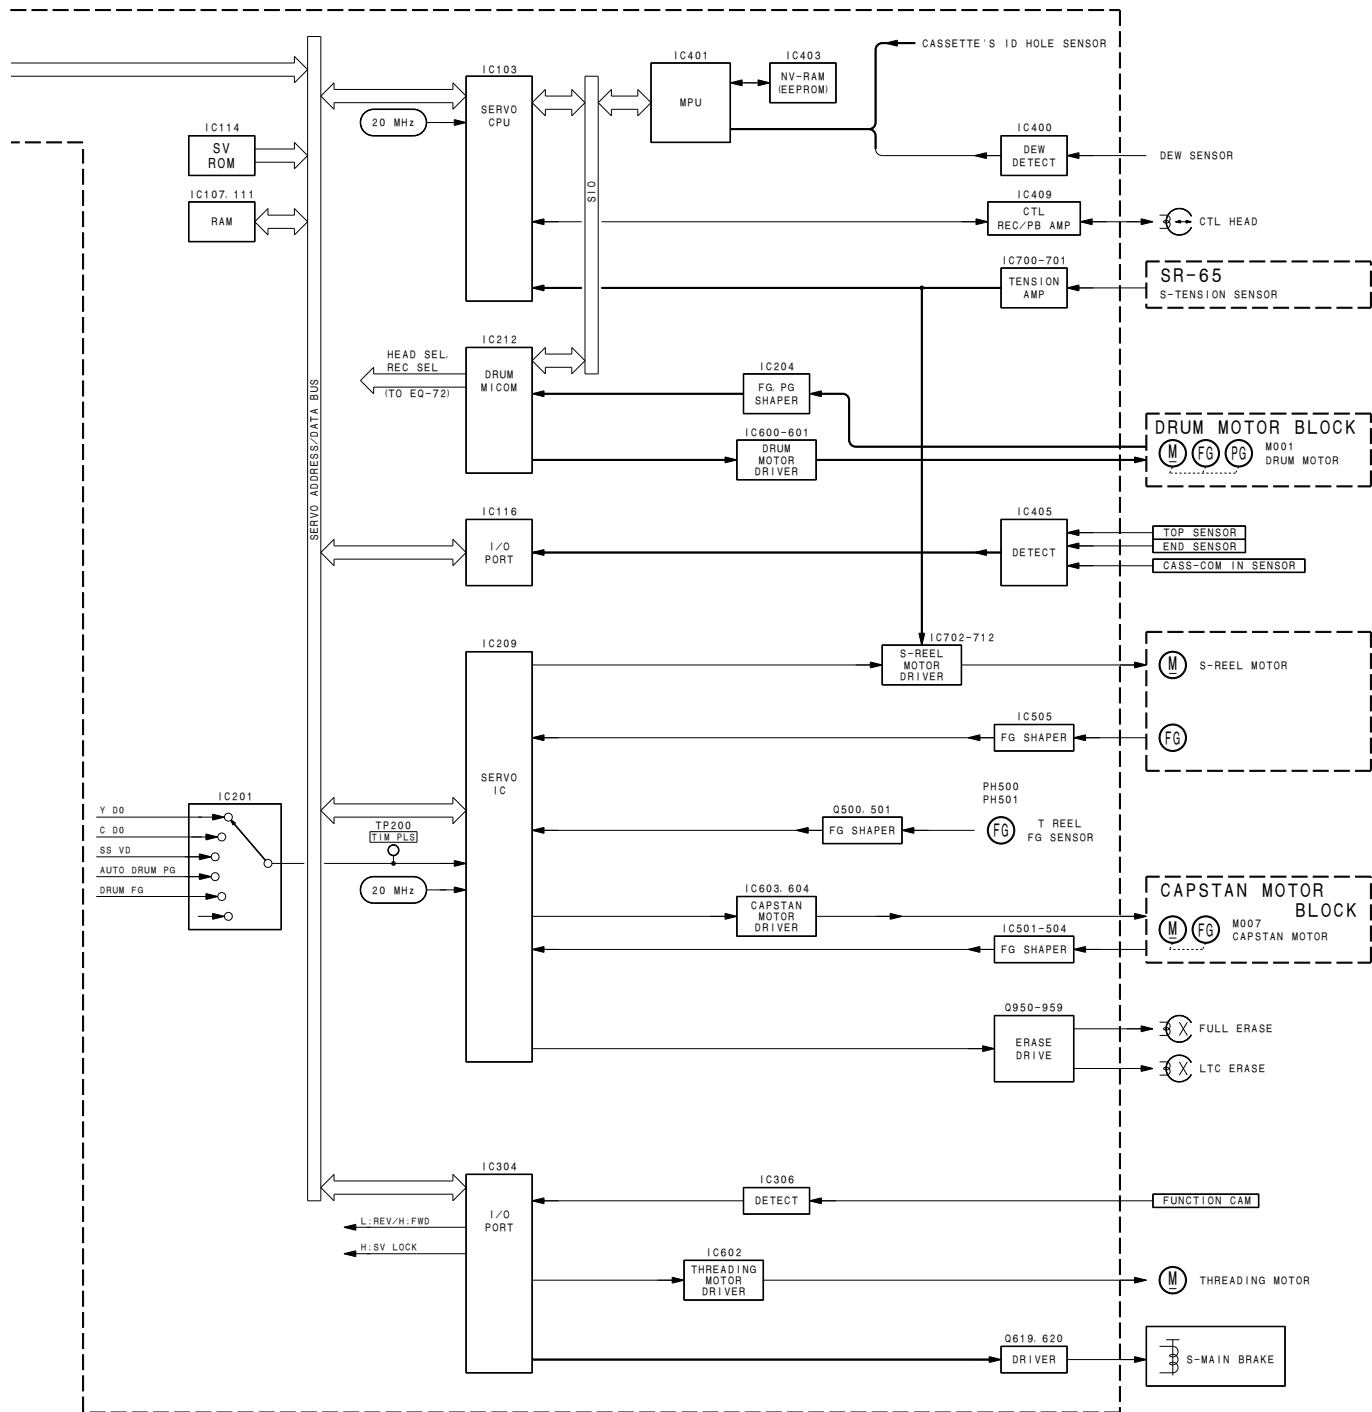 CASSETTE'S ID HOLE SENSOR
IC103
SERVO
CPU
20 MHz
IC401
MPU
IC403
NV-RAM
(EEPROM)
IC114
SV
ROM
IC400
DEW
DETECT
DEW SENSOR
IC107, 111
RAM
SIO
IC409
CTL
REC/PB AMP
CTL HEAD
IC700-701
TENSION
AMP
SR-65
S-TENSION SENSOR
SERVO ADDRESS/DATA BUS
HEAD SEL,
REC SEL
(TO EQ-72)
IC212
DRUM
MICOM
IC204
FG, PG
SHAPER
IC600-601
DRUM
MOTOR
DRIVER
DRUM MOTOR BLOCK
M FG PG
M001
DRUM MOTOR
IC116
I/O
PORT
IC405
DETECT
TOP SENSOR
END SENSOR
CASS-COM IN SENSOR
IC209
SERVO
IC
IC702-712
S-REEL
MOTOR
DRIVER
M
S-REEL MOTOR
IC505
FG SHAPER
FG
PH500
PH501
Q500, 501
FG SHAPER
FG
T REEL
FG SENSOR
IC201
Y DO
C DO
SS VD
AUTO DRUM PG
DRUM FG
TP200
TIM PLS
20 MHz
IC603, 604
CAPSTAN
MOTOR
DRIVER
IC501-504
FG SHAPER
CAPSTAN MOTOR
BLOCK
M FG
M007
CAPSTAN MOTOR
Q950-959
ERASE
DRIVE
FULL ERASE
LTC ERASE
IC304
I/O
PORT
L:REV/H:FWD
H:SV LOCK
IC306
DETECT
FUNCTION CAM
IC602
THREADING
MOTOR
DRIVER
M
THREADING MOTOR
Q619, 620
DRIVER
S-MAIN BRAKE